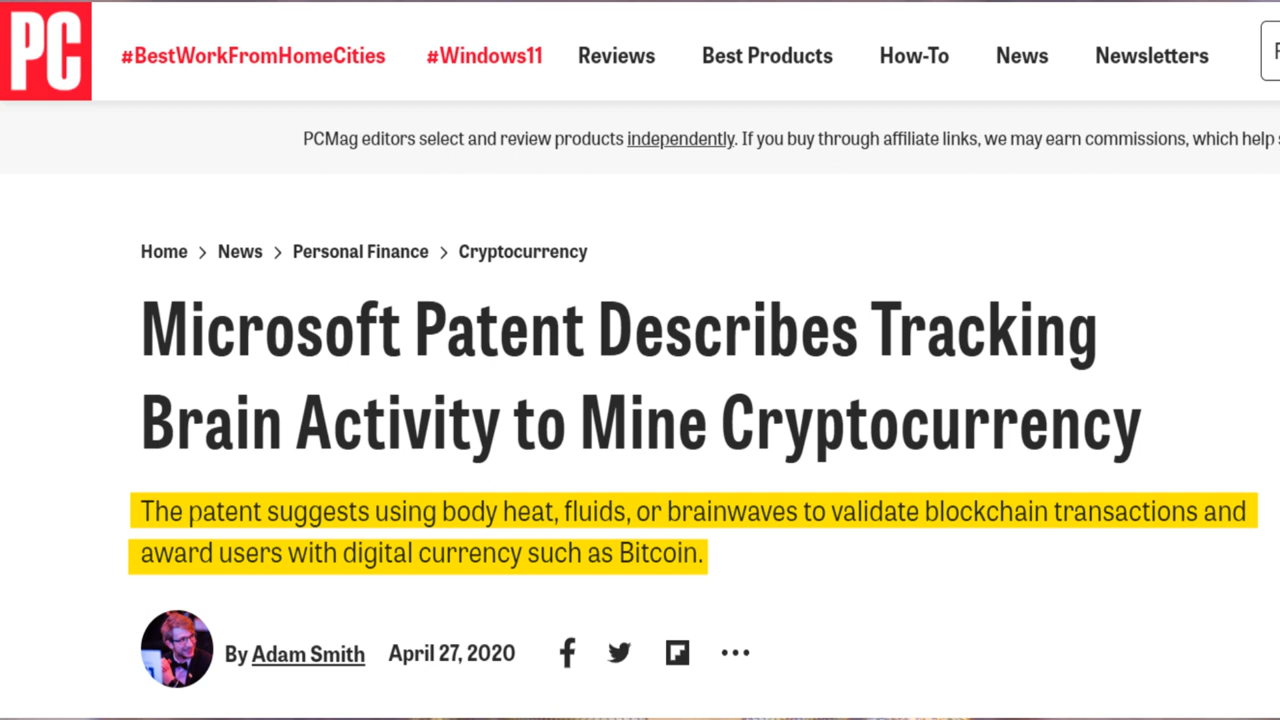 PC
#BestWorkFromHomeCities #Windows11 Reviews Best Products How-To News Newsletters
PCMag editors select and review products independently. If you buy through affiliate links, we may earn commissions, which help
Home > News > Personal Finance > Cryptocurrency
Microsoft Patent Describes Tracking
Brain Activity to Mine Cryptocurrency
The patent suggests using body heat, fluids, or brainwaves to validate blockchain transactions and
award users with digital currency such as Bitcoin.
By Adam Smith April 27, 2020